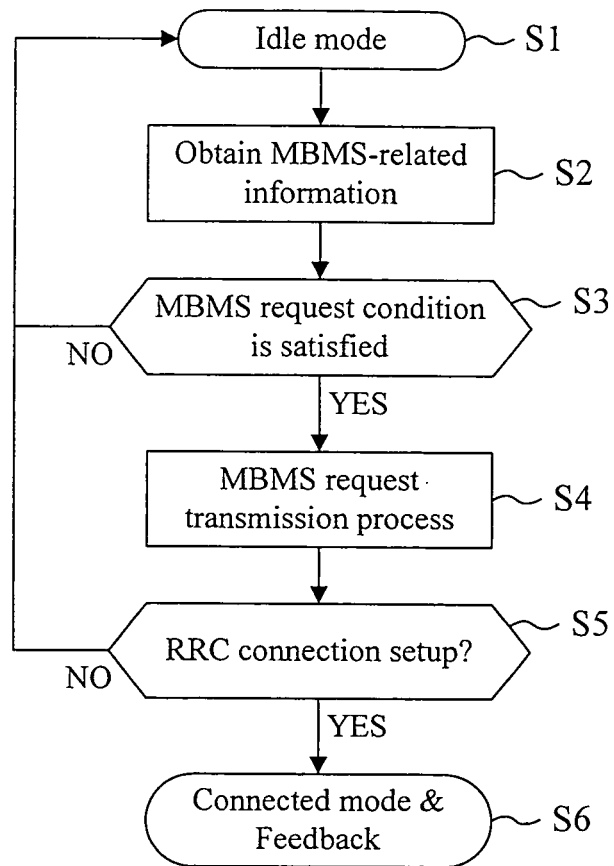 Idle mode
S1
Obtain MBMS-related
information
S2
MBMS request condition
is satisfied
S3
NO
YES
MBMS request
transmission process
S4
RRC connection setup?
S5
NO
YES
Connected mode &
Feedback
S6